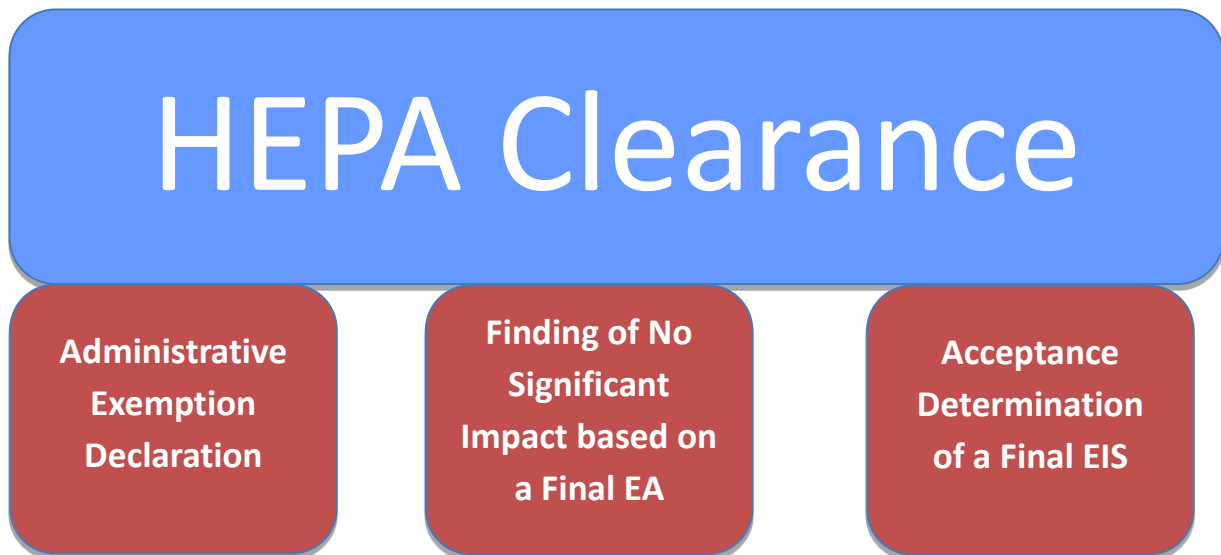 HEPA Clearance
Administrative
Exemption
Declaration
Finding of No
Significant
Impact based on
a Final EA
Acceptance
Determination
of a Final EIS